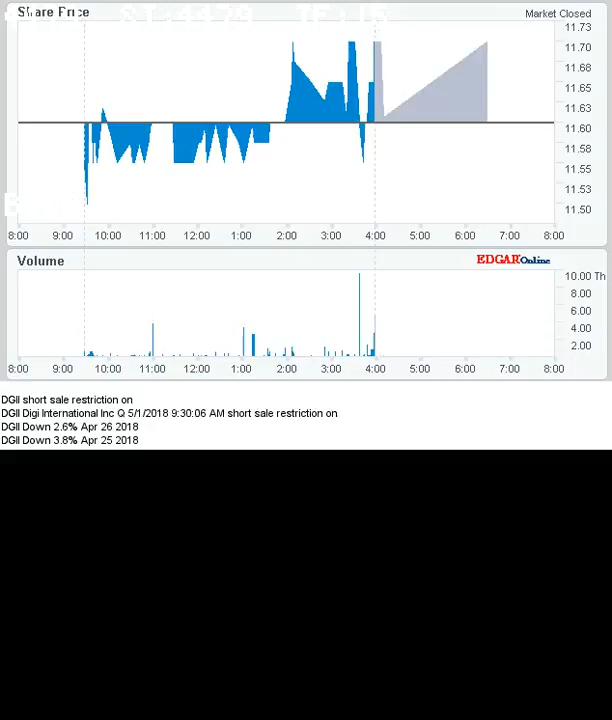 Share Price
Market Closed
11.73
11.70
11.68
11.65
11.63
11.60
11.58
11.55
11.53
11.50
8:00 9:00 10:00 11:00 12:00 1:00 2:00 3:00 4:00 5:00 6:00 7:00 8:00
Volume
EDGAR Online
10.00 Th
8.00
6.00
4.00
2.00
8:00 9:00 10:00 11:00 12:00 1:00 2:00 3:00 4:00 5:00 6:00 7:00 8:00
DGII short sale restriction on
DGII Digi International Inc Q 5/1/2018 9:30:06 AM short sale restriction on
DGII Down 2.6% Apr 26 2018
DGII Down 3.8% Apr 25 2018